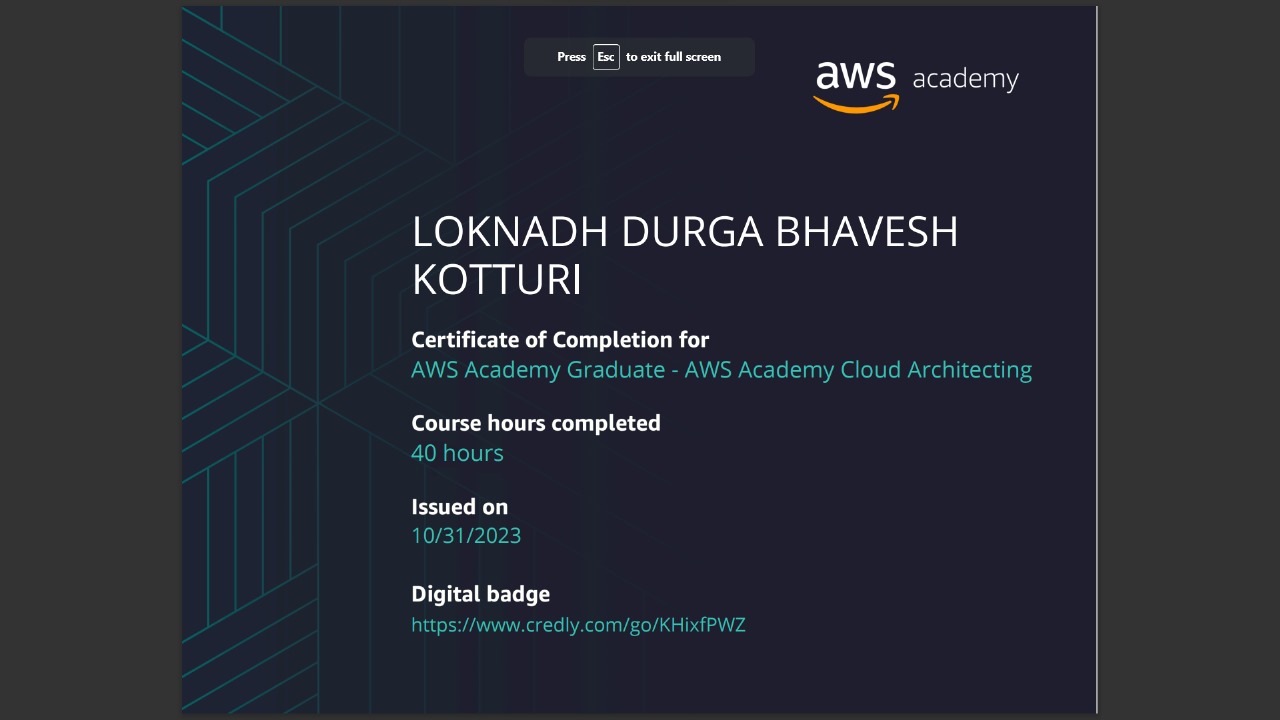 Press Esc to exit full screen
aws academy
LOKNADH DURGA BHAVESH
KOTTURI
Certificate of Completion for
AWS Academy Graduate - AWS Academy Cloud Architecting
Course hours completed
40 hours
Issued on
10/31/2023
Digital badge
https://www.credly.com/go/KHixfPWZ